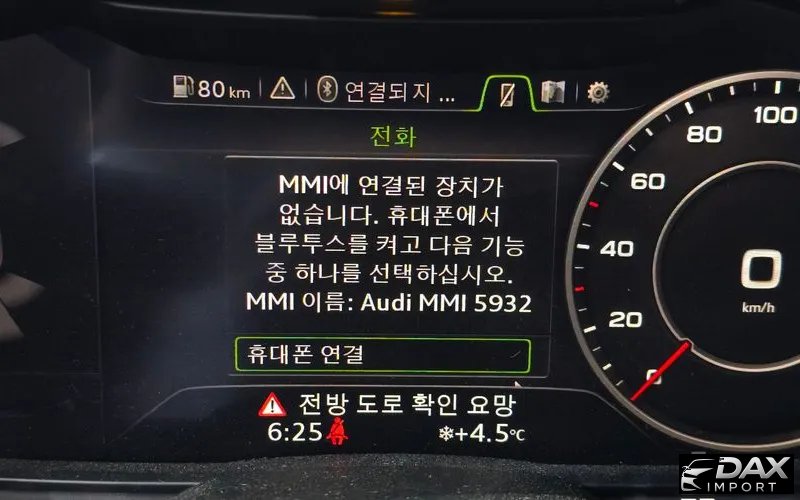 80 km
연결되지 ...
전화
MMI에 연결된 장치가
없습니다. 휴대폰에서
블루투스를 켜고 다음 기능
중 하나를 선택하십시오.
MMI 이름: Audi MMI 5932
휴대폰 연결
전방 도로 확인 요망
6:25
+4.5°C
100
80
60
40
20
0
0
km/h
DAX
IMPORT